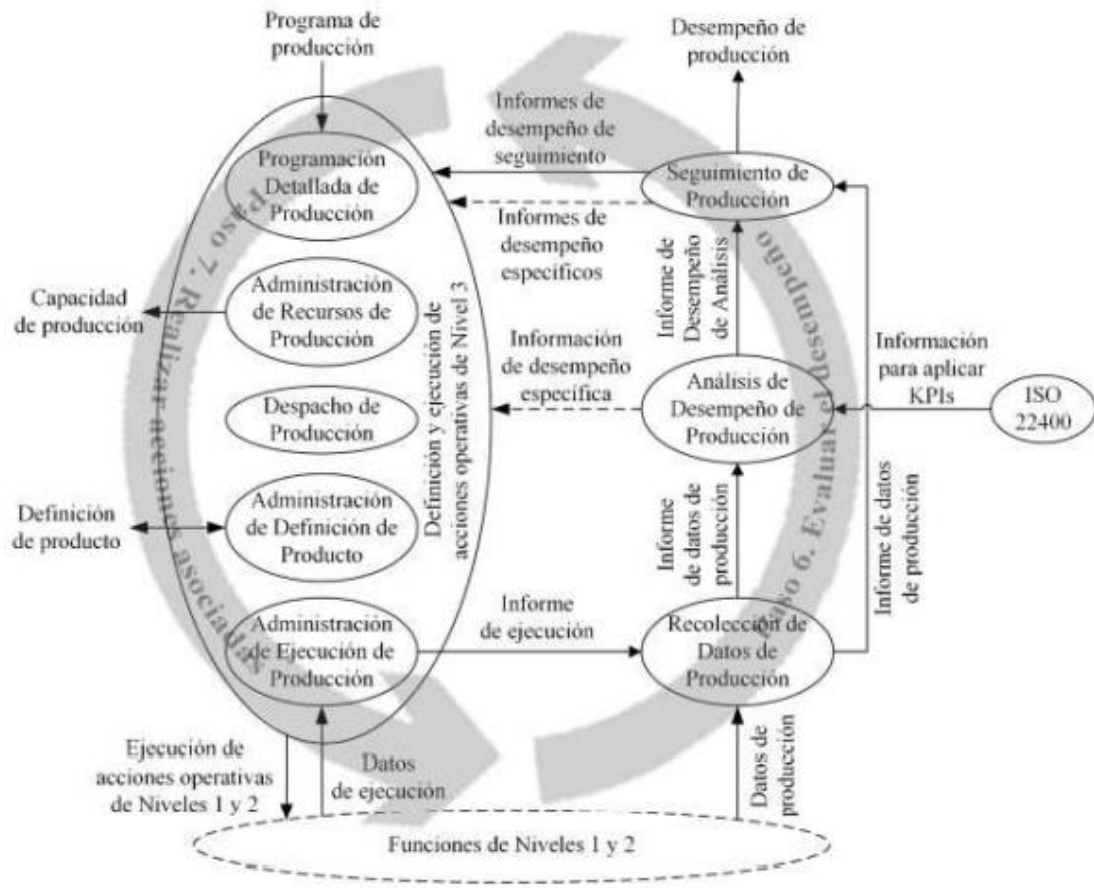 Programa de
producción
Desempeño de
producción
Informes de
desempeño de
seguimiento
Programación
Detallada de
Producción
Seguimiento de
Producción
Informes de
desempeño
específicos
Informe de
Desempeño
de Análisis
Capacidad
de producción
Administración
de Recursos de
Producción
Definición y ejecución de
acciones operativas de Nivel 3
Información
de desempeño
específica
Análisis de
Desempeño de
Producción
Información
para aplicar
KPIs
ISO
22400
Despacho de
Producción
Definición
de producto
Administración
de Definición de
Producto
Informe
de datos de
producción
Informe de datos
de producción
Administración
de Ejecución de
Producción
Informe
de ejecución
Recolección de
Datos de
Producción
Ejecución de
acciones operativas
de Niveles 1 y 2
Datos
de ejecución
Datos de
producción
Funciones de Niveles 1 y 2
Paso 7. Realizar acciones asociadas
Paso 6. Evaluar el desempeño